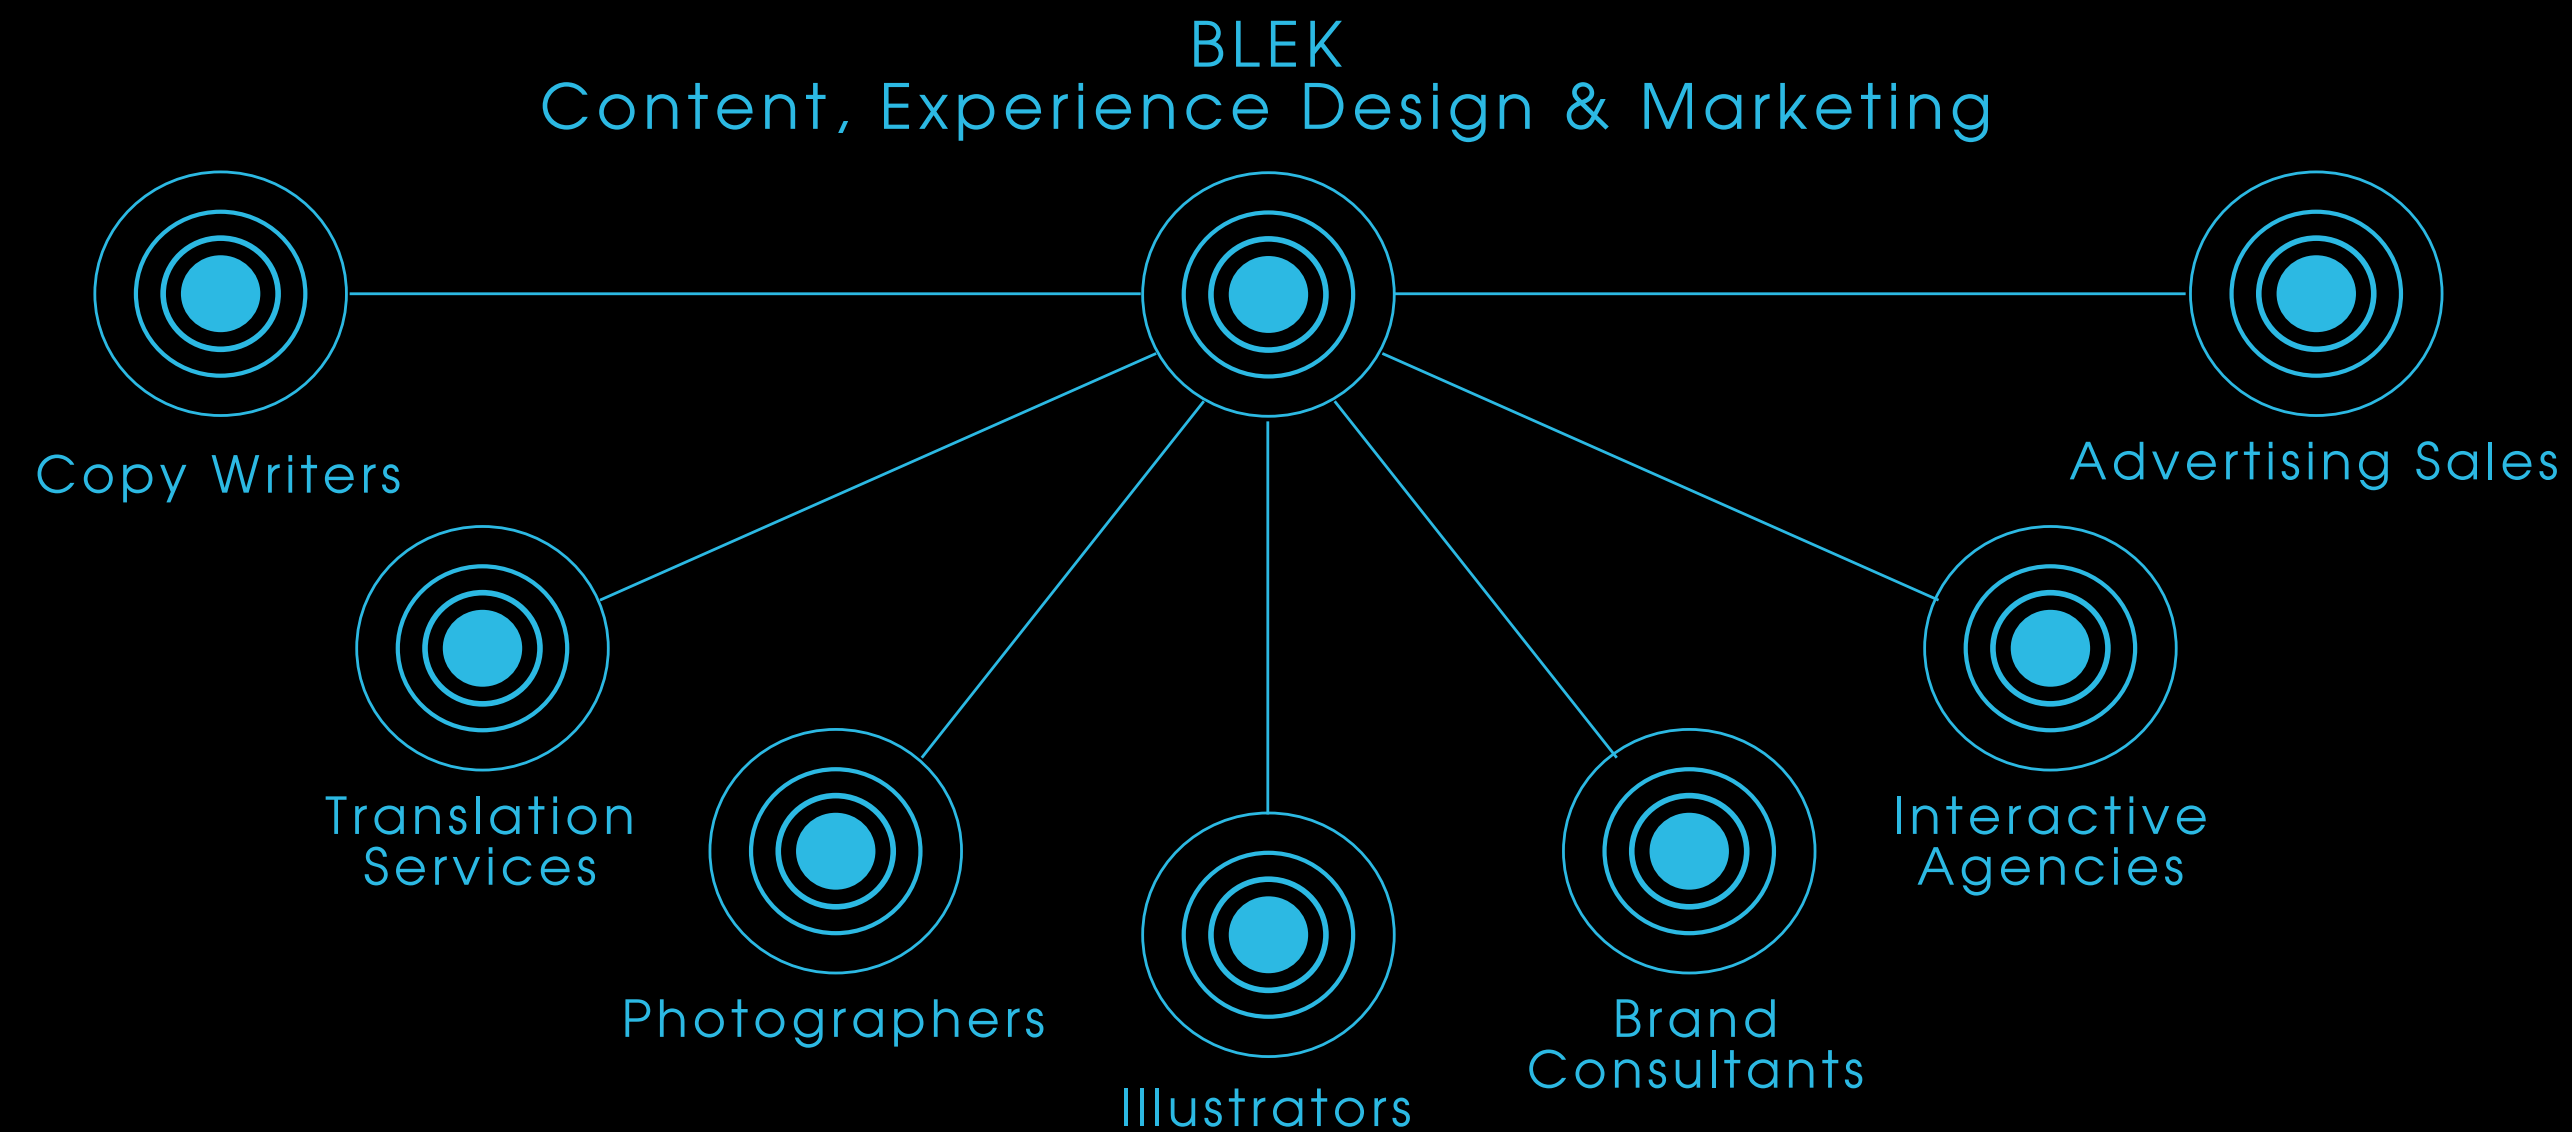 BLEK
Content, Experience Design & Marketing
Copy Writers
Advertising Sales
Translation
Services
Interactive
Agencies
Photographers
Brand
Consultants
Illustrators